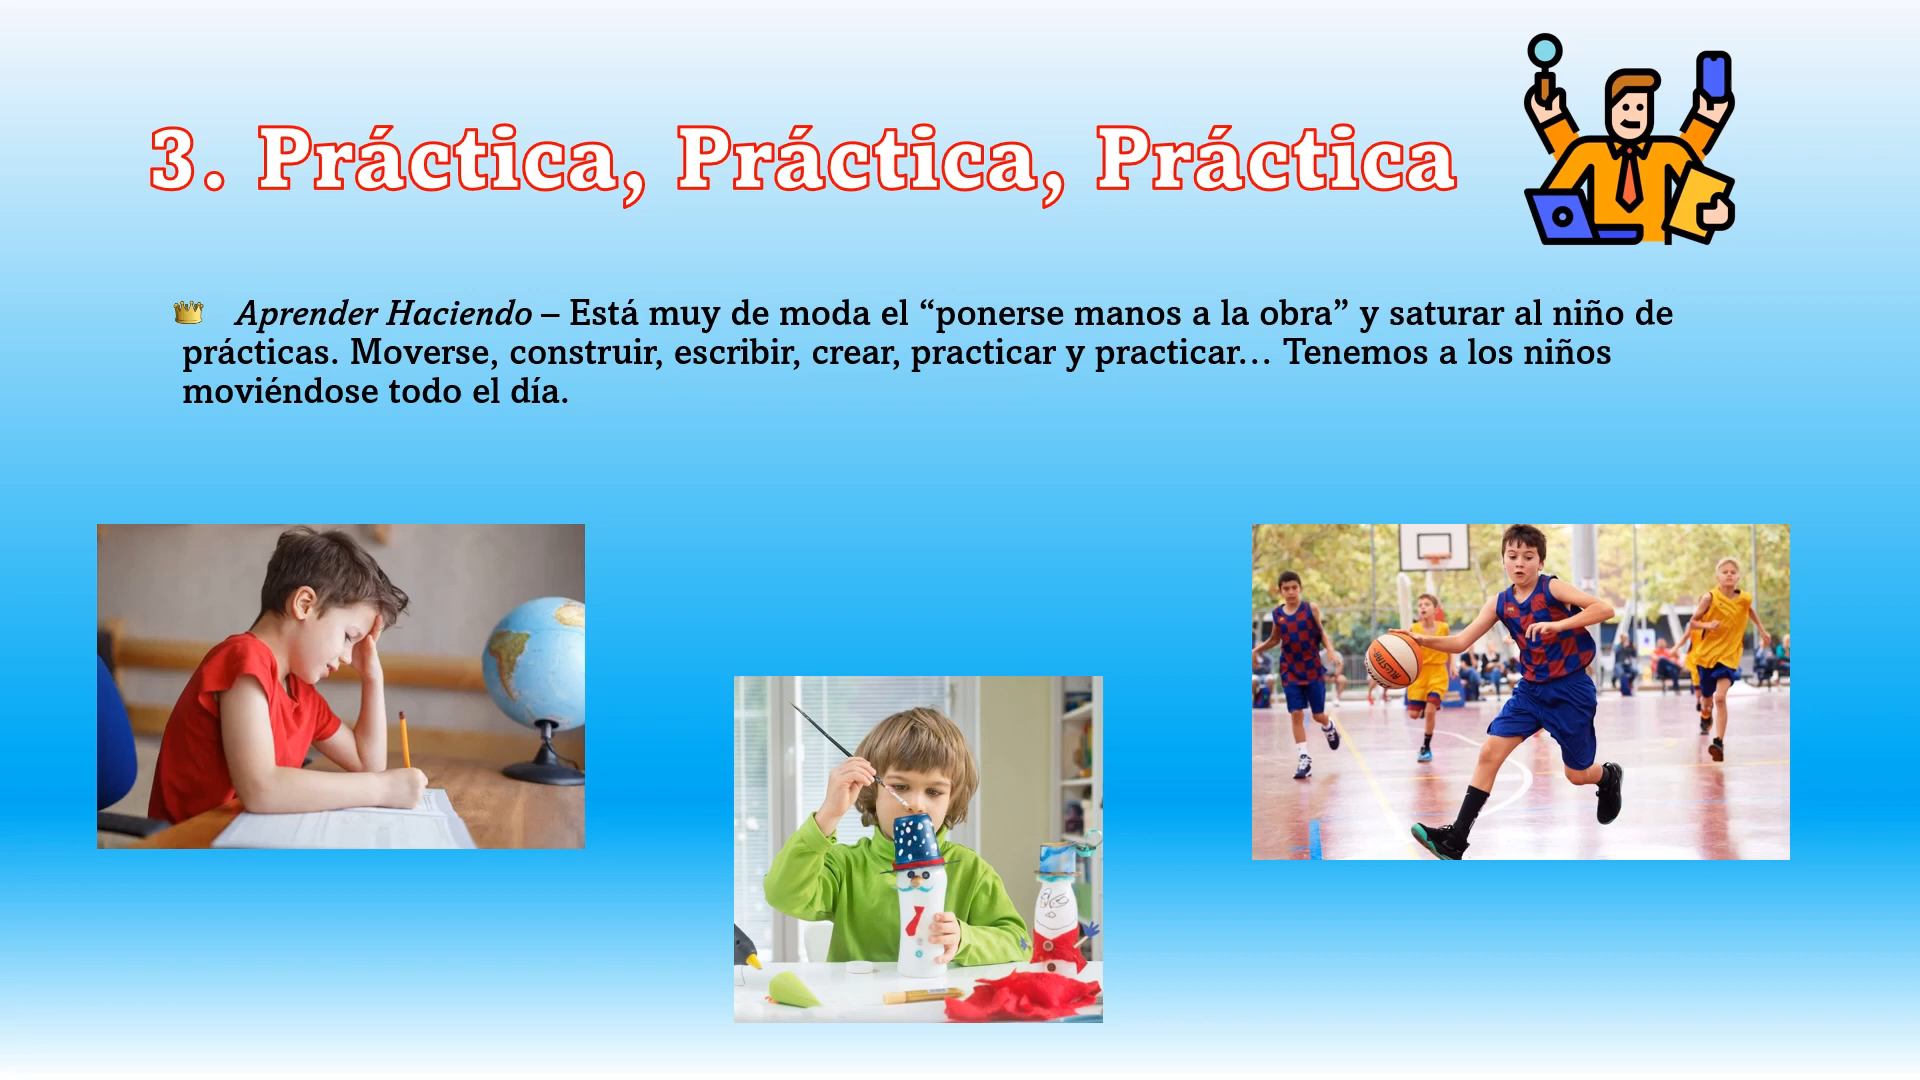 3. Práctica, Práctica, Práctica
Aprender Haciendo – Está muy de moda el “ponerse manos a la obra” y saturar al niño de
prácticas. Moverse, construir, escribir, crear, practicar y practicar… Tenemos a los niños
moviéndose todo el día.